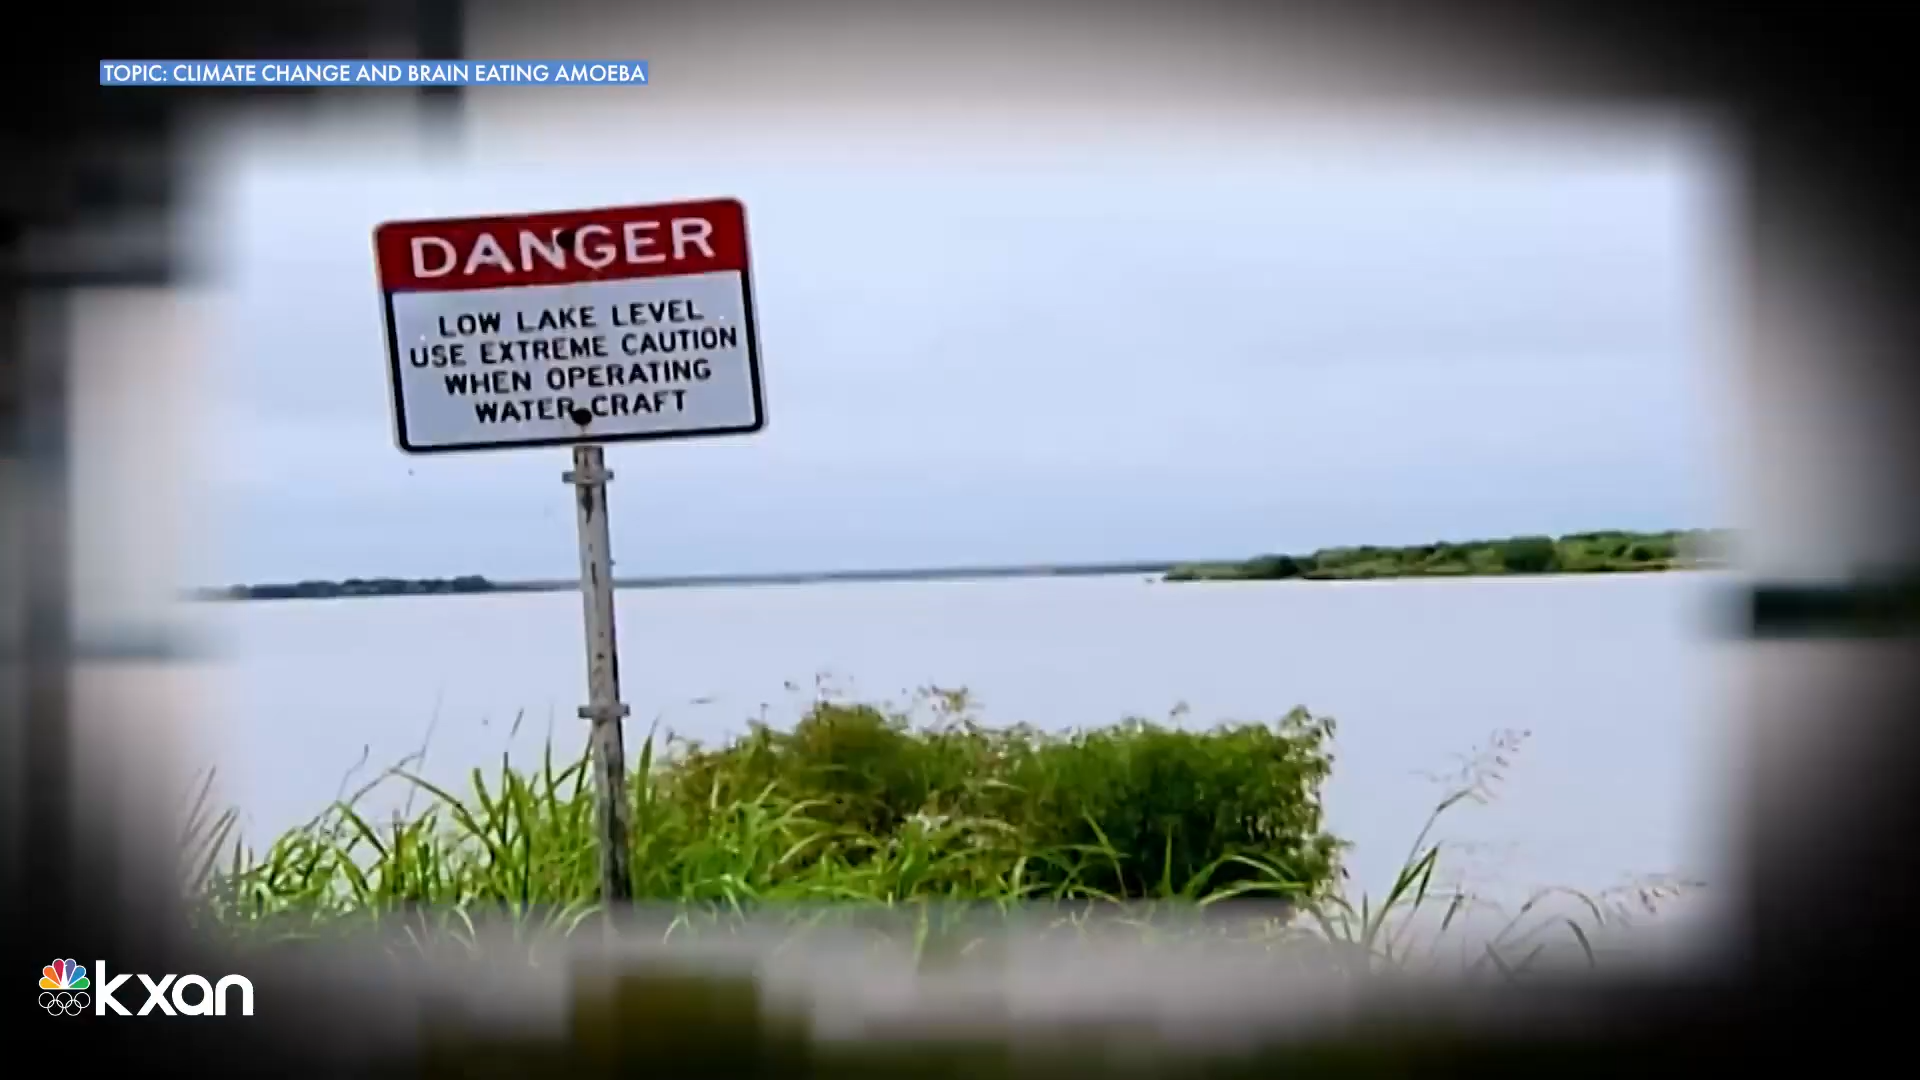 TOPIC: CLIMATE CHANGE AND BRAIN EATING AMOEBA
DANGER
LOW LAKE LEVEL
USE EXTREME CAUTION
WHEN OPERATING
WATER CRAFT
kxan